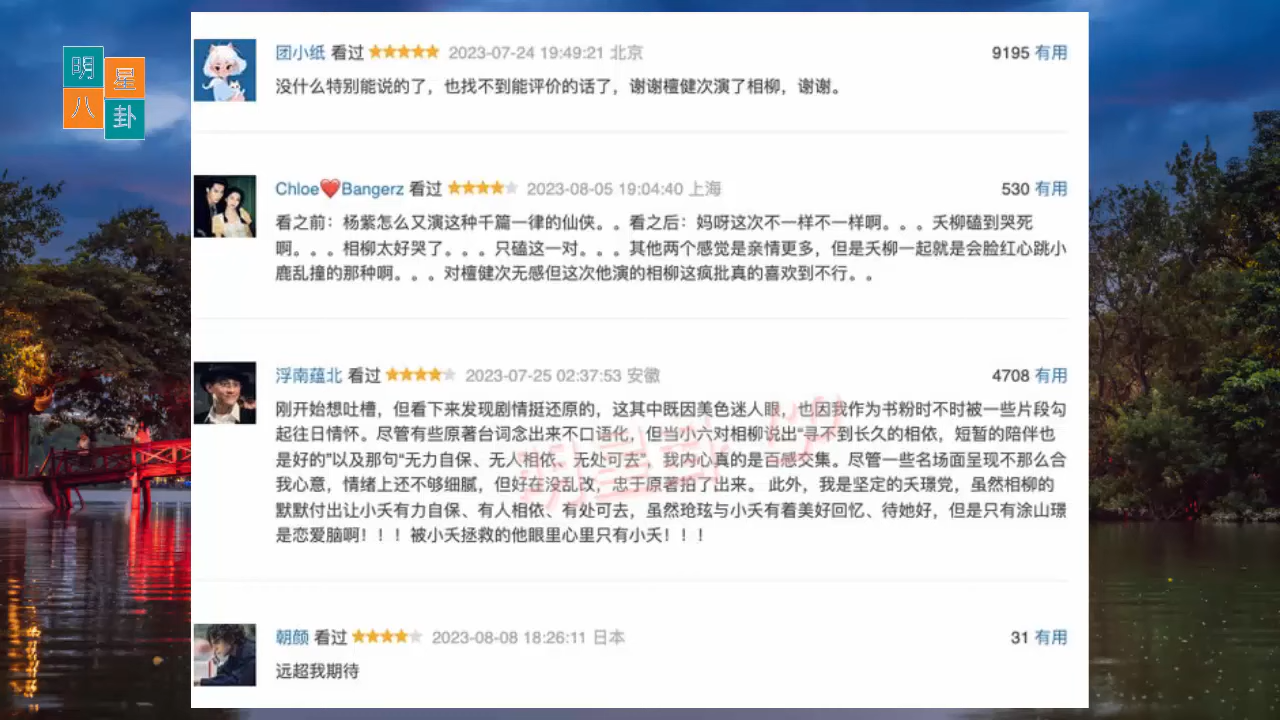 明星
八卦
团小纸 看过 2023-07-24 19:49:21 北京 9195 有用
没什么特别能说的了，也找不到能评价的话了，谢谢檀健次演了相柳，谢谢。
Chloe❤️Bangerz 看过 2023-08-05 19:04:40 上海 530 有用
看之前：杨紫怎么又演这种千篇一律的仙侠。。看之后：妈呀这次不一样不一样啊。。。夭柳磕到哭死
啊。。。相柳太好哭了。。。只磕这一对。。。其他两个感觉是亲情更多，但是夭柳一起就是会脸红心跳小
鹿乱撞的那种啊。。。对檀健次无感但这次他演的相柳这疯批真的喜欢到不行。。
浮南蕴北 看过 2023-07-25 02:37:53 安徽 4708 有用
刚开始想吐槽，但看下来发现剧情挺还原的，这其中既因美色迷人眼，也因我作为书粉时不时被一些片段勾
起往日情怀。尽管有些原著台词念出来不口语化，但当小六对相柳说出“寻不到长久的相依，短暂的陪伴也
是好的”以及那句“无力自保、无人相依、无处可去”，我内心真的是百感交集。尽管一些名场面呈现不那么合
我心意，情绪上还不够细腻，但好在没乱改，忠于原著拍了出来。 此外，我是坚定的夭璟党，虽然相柳的
默默付出让小夭有力自保、有人相依、有处可去，虽然玱玹与小夭有着美好回忆、待她好，但是只有涂山璟
是恋爱脑啊！！！被小夭拯救的他眼里心里只有小夭！！！
朝颜 看过 2023-08-08 18:26:11 日本 31 有用
远超我期待